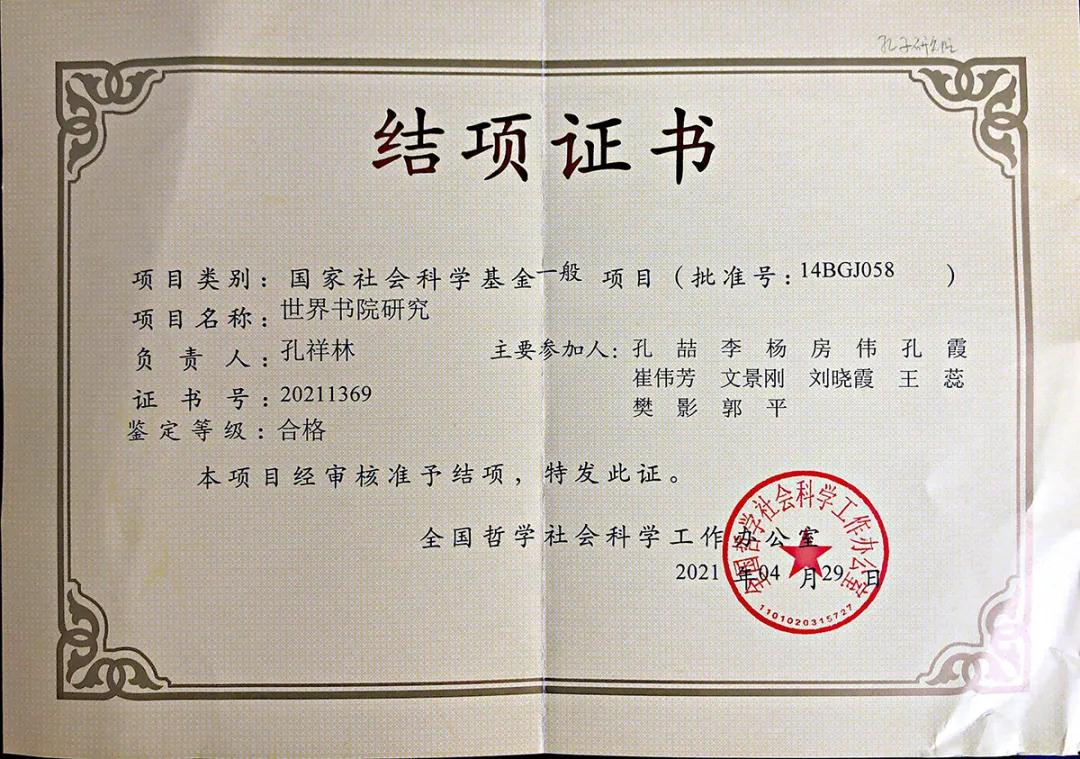 孔子研究院
结项证书
项目类别：国家社会科学基金一般 项目（批准号：14BGJ058 ）
项目名称：世界书院研究
负责人：孔祥林 主要参加人：孔 喆 李 杨 房 伟 孔 霞
崔伟芳 文景刚 刘晓霞 王 蕊
证书号：20211369
樊 影 郭 平
鉴定等级：合格
本项目经审核准予结项，特发此证。
全国哲学社会科学工作办公室
2021 年 04 月 29 日
全国哲学社会科学工作办公室
1101020315727